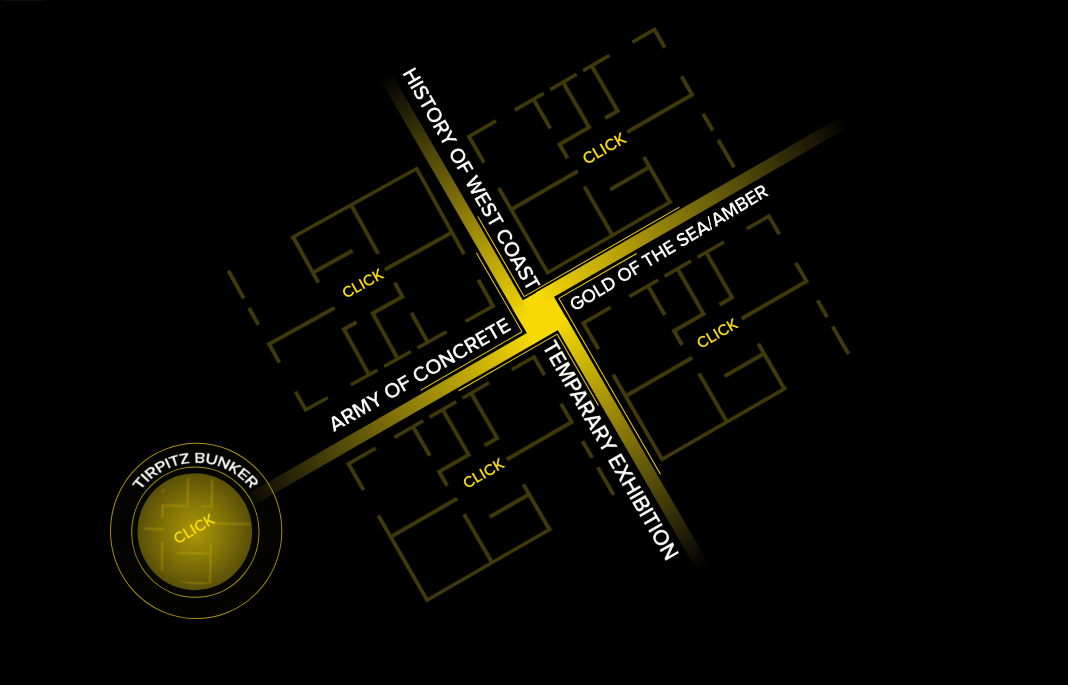 HISTORY OF WEST COAST
CLICK
GOLD OF THE SEA/AMBER
CLICK
ARMY OF CONCRETE
CLICK
TEMPARARY EXHIBITION
CLICK
TIRPITZ BUNKER
CLICK